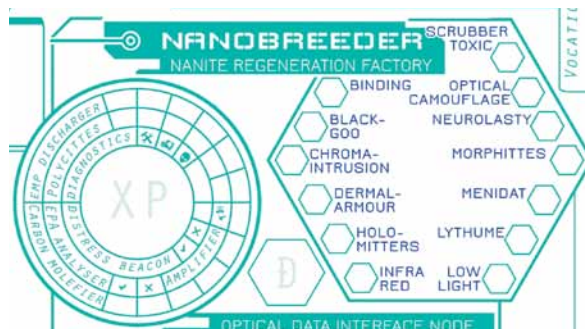 NANOBREEDER
NANITE REGENERATION FACTORY
SCRUBBER
TOXIC
BINDING
OPTICAL
CAMOUFLAGE
BLACK-
GOO
NEUROLASTY
CHROMA-
INTRUSION
MORPHITTES
DERMAL-
ARMOUR
MENIDAT
HOLO-
MITTERS
LYTHUME
INFRA
RED
LOW
LIGHT
EMP DISCHARGER
POLYCITTES
DIAGNOSTICS
XP
DISTRESS BEACON
EPA ANALYSER
CARBON MOLEFIER
AMPLIFIER
Đ
OPTICAL DATA INTERFACE NODE
VOCATIO